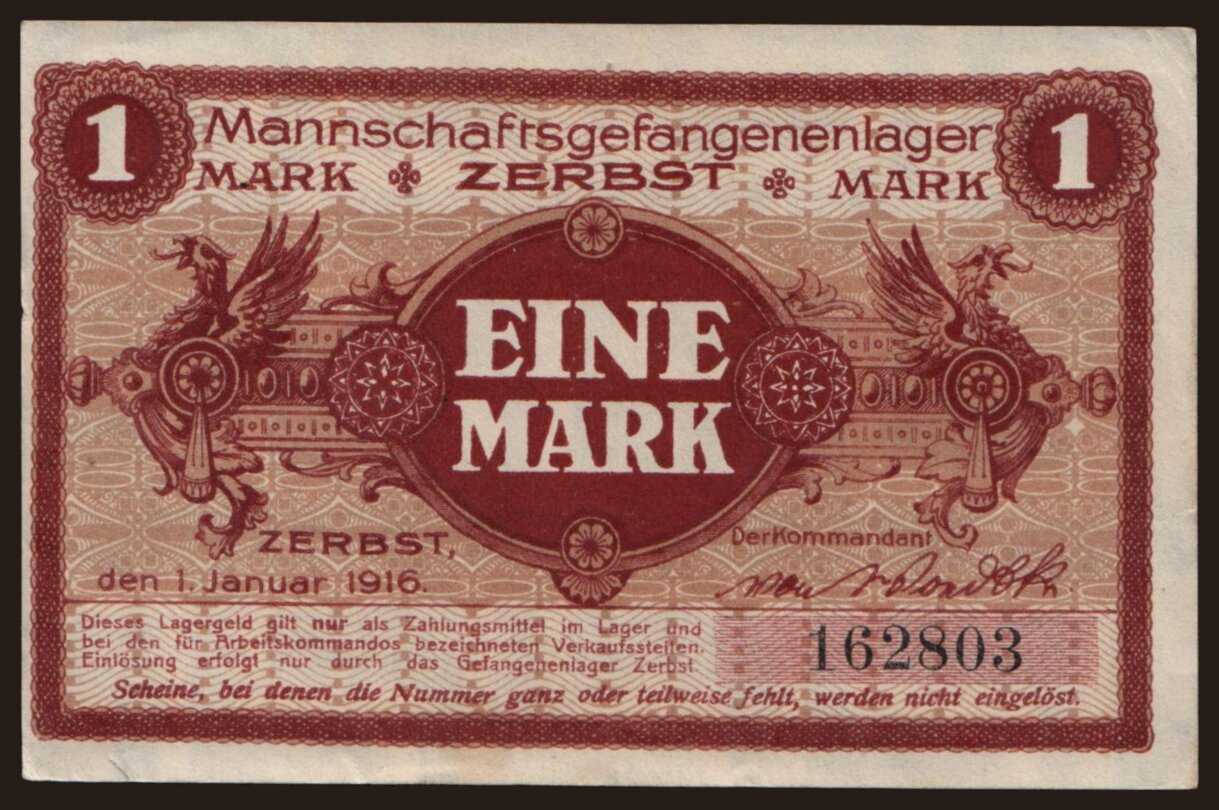 1 Mannschaftsgefangenenlager 1
MARK ZERBST MARK
EINE
MARK
ZERBST,
den 1. Januar 1916.
Der Kommandant
162803
Dieses Lagergeld gilt nur als Zahlungsmittel im Lager und
bei den für Arbeitskommandos bezeichneten Verkaufsstellen.
Einlösung erfolgt nur durch das Gefangenenlager Zerbst.
Scheine, bei denen die Nummer ganz oder teilweise fehlt, werden nicht eingelöst.